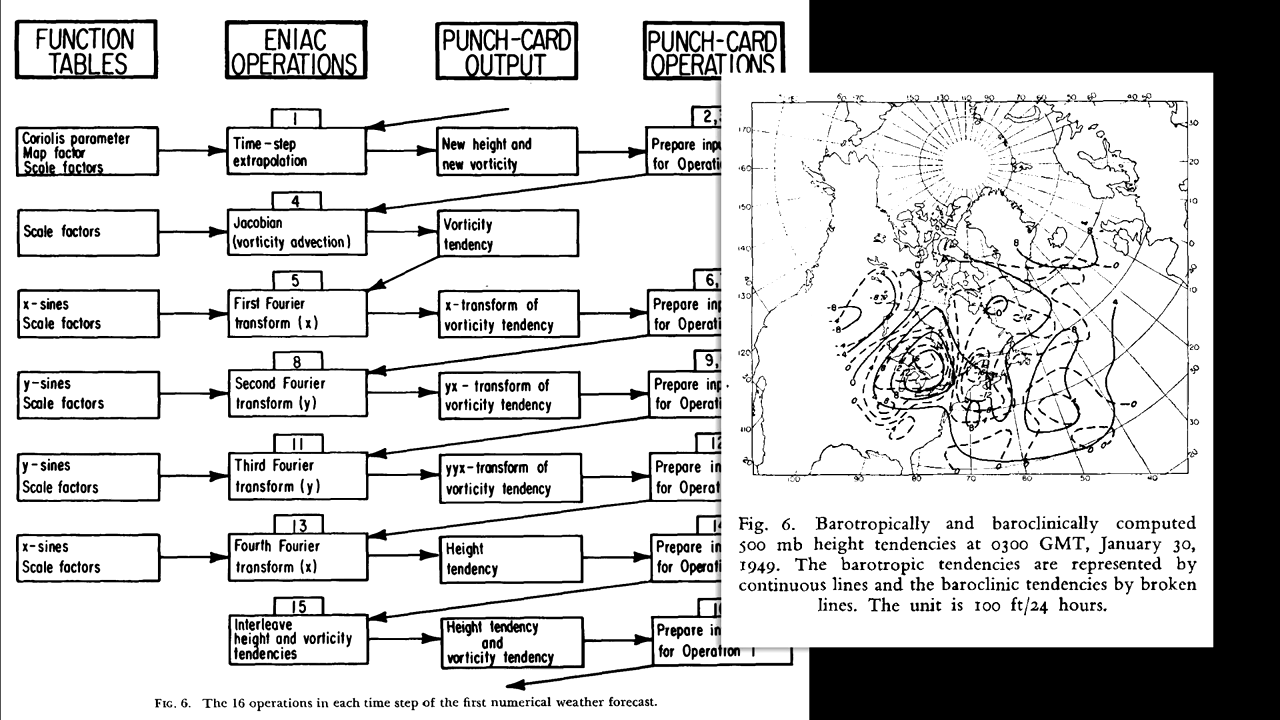 FUNCTION
TABLES
ENIAC
OPERATIONS
PUNCH-CARD
OUTPUT
PUNCH-CARD
OPERATIONS
1
Coriolis parameter
Map factor
Scale factors
Time-step
extrapolation
New height and
new vorticity
2,
Prepare
for Operation
4
Scale factors
Jacobian
(vorticity advection)
Vorticity
tendency
5
x-sines
Scale factors
First Fourier
transform (x)
x-transform of
vorticity tendency
6,
Prepare
for
8
y-sines
Scale factors
Second Fourier
transform (y)
yx-transform of
vorticity tendency
9,
Prepare
for
11
y-sines
Scale factors
Third Fourier
transform (y)
yyx-transform of
vorticity tendency
12
Prepare
for
13
x-sines
Scale factors
Fourth Fourier
transform (x)
Height
tendency
Prepare
for
15
Interleave
height and vorticity
tendencies
Height tendency
and
vorticity tendency
Prepare
for Operation 1
FIG. 6. The 16 operations in each time step of the first numerical weather forecast.
Fig. 6. Barotropically and baroclinically computed
500 mb height tendencies at 0300 GMT, January 30,
1949. The barotropic tendencies are represented by
continuous lines and the baroclinic tendencies by broken
lines. The unit is 100 ft/24 hours.